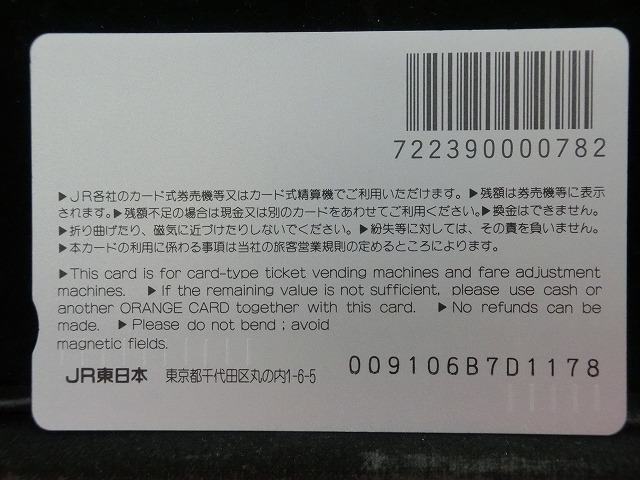 722390000782
▶JR各社のカード式券売機等又はカード式精算機でご利用いただけます。▶残額は券売機等に表示
されます。▶残額不足の場合は現金又は別のカードをあわせてご利用ください。▶換金はできません。
▶折り曲げたり、磁気に近づけたりしないでください。▶紛失等に対しては、その責を負いません。
▶本カードの利用に係わる事項は当社の旅客営業規則の定めるところによります。
▶This card is for card-type ticket vending machines and fare adjustment
machines. ▶If the remaining value is not sufficient, please use cash or
another ORANGE CARD together with this card. ▶No refunds can be
made. ▶Please do not bend ; avoid
magnetic fields.
JR東日本 東京都千代田区丸の内1-6-5
009106B7D1178